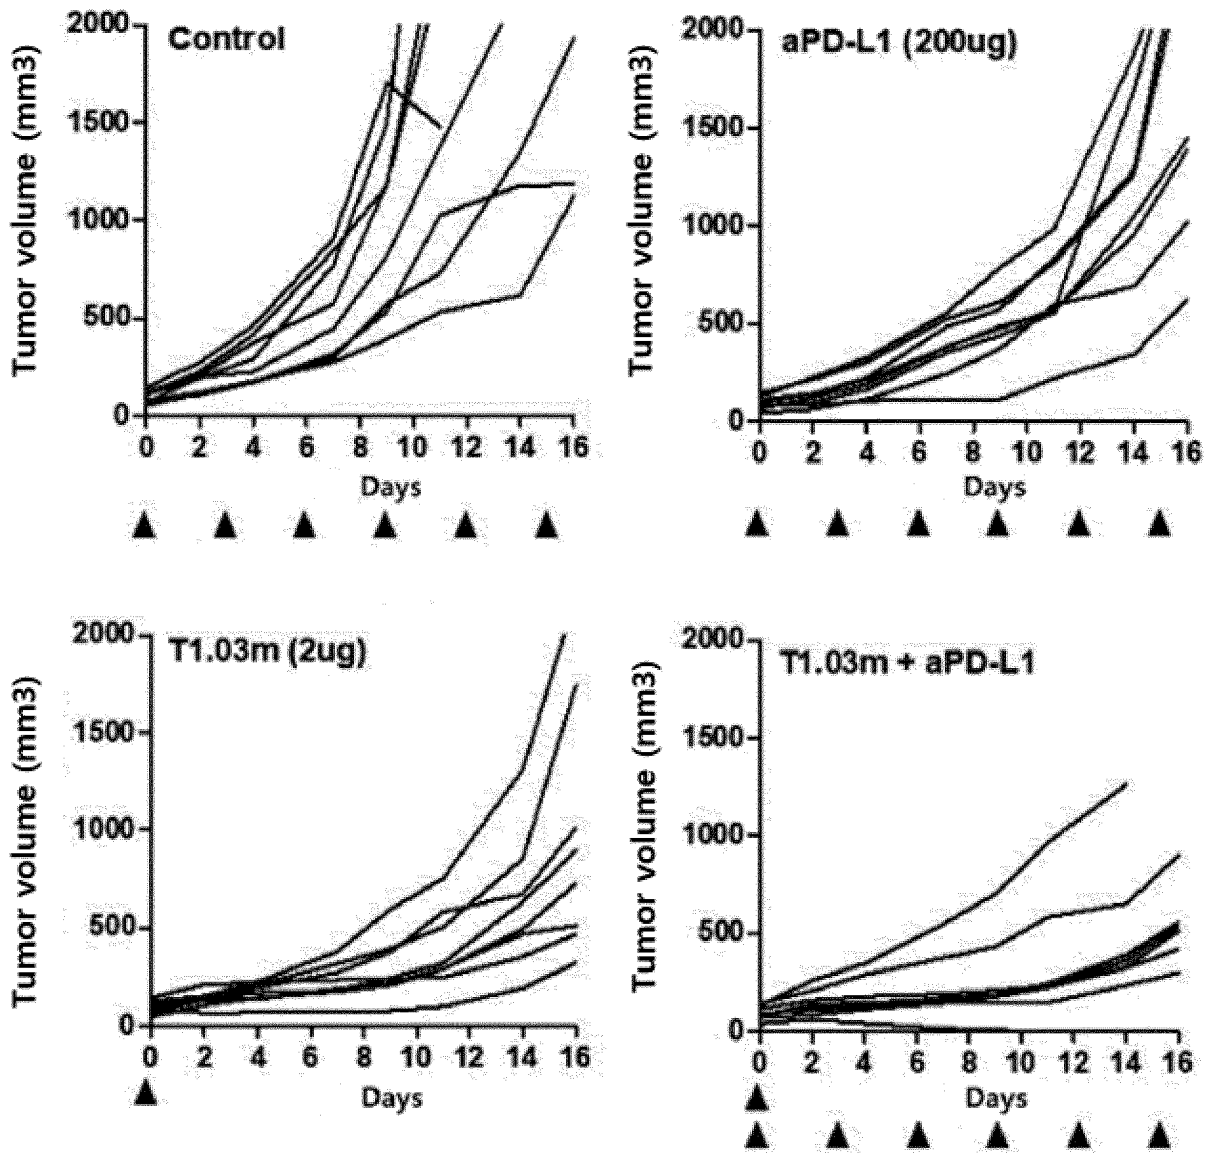 Control
Tumor volume (mm3)
2000
1500
1000
500
0
0 2 4 6 8 10 12 14 16
Days
aPD-L1 (200ug)
Tumor volume (mm3)
2000
1500
1000
500
0
0 2 4 6 8 10 12 14 16
Days
T1.03m (2ug)
Tumor volume (mm3)
2000
1500
1000
500
0
0 2 4 6 8 10 12 14 16
Days
T1.03m + aPD-L1
Tumor volume (mm3)
2000
1500
1000
500
0
0 2 4 6 8 10 12 14 16
Days